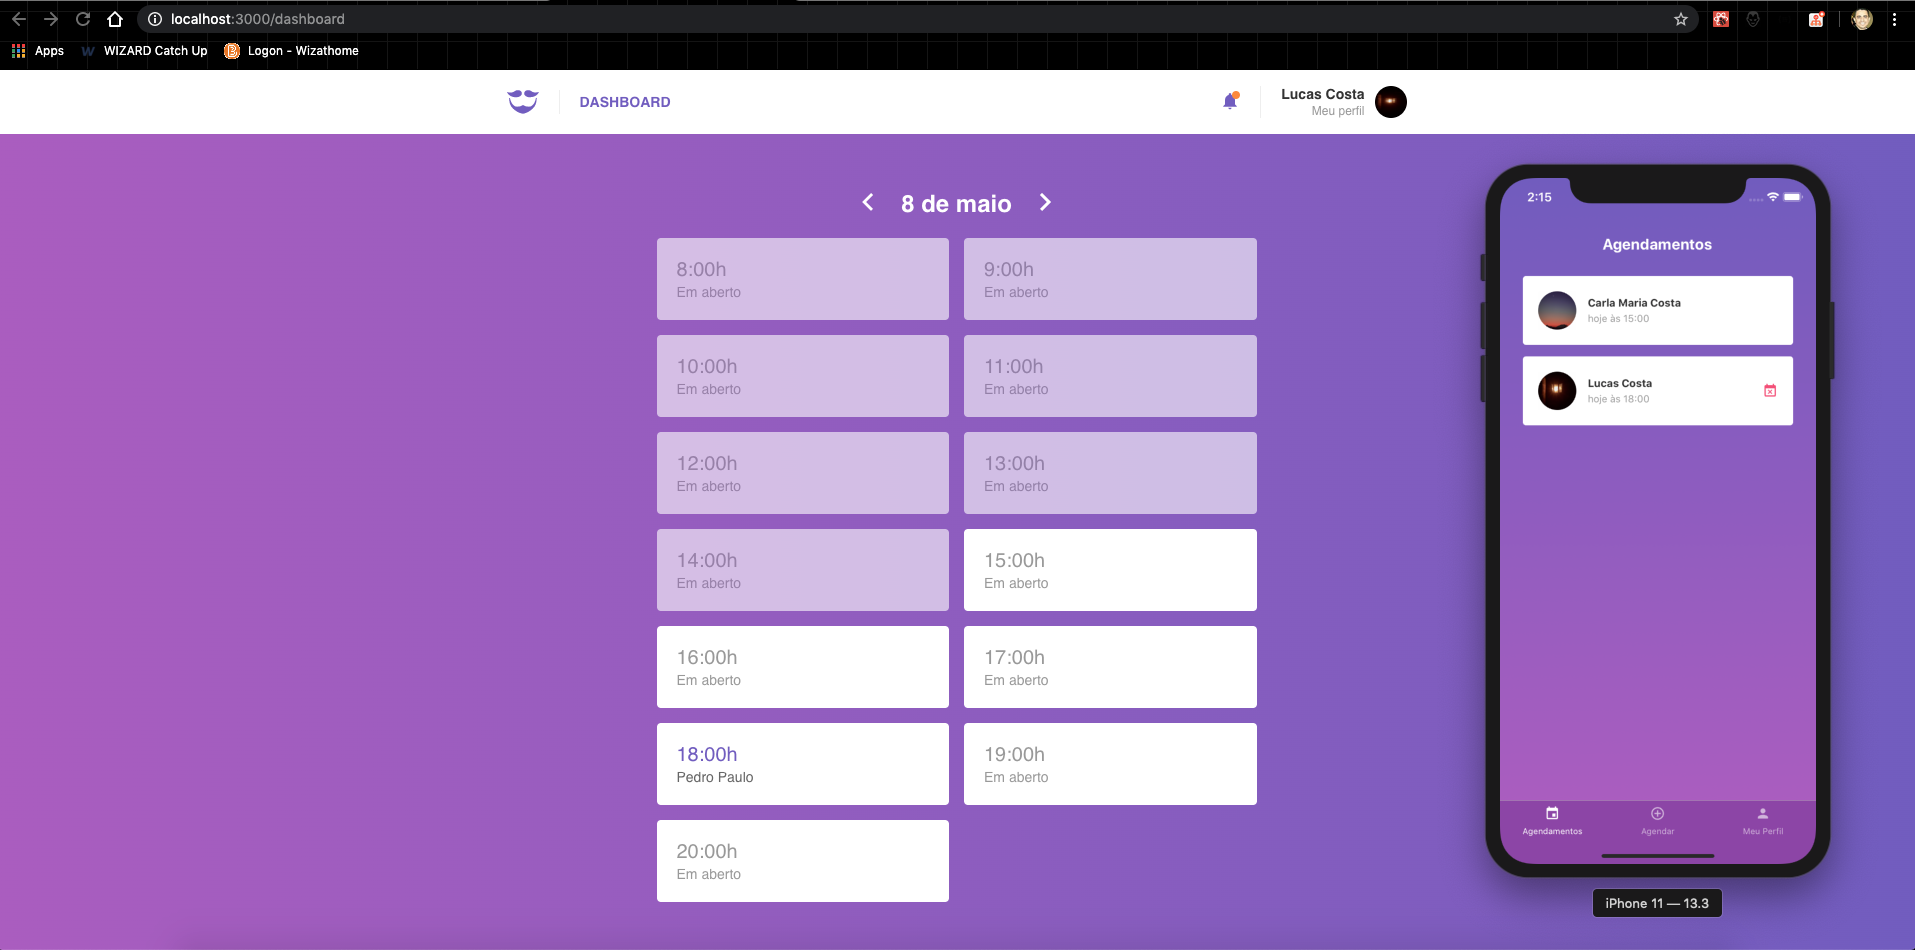 localhost:3000/dashboard
Apps
WIZARD Catch Up
Logon - Wizathome
DASHBOARD
Lucas Costa
Meu perfil
8 de maio
8:00h
Em aberto
9:00h
Em aberto
10:00h
Em aberto
11:00h
Em aberto
12:00h
Em aberto
13:00h
Em aberto
14:00h
Em aberto
15:00h
Em aberto
16:00h
Em aberto
17:00h
Em aberto
18:00h
Pedro Paulo
19:00h
Em aberto
20:00h
Em aberto
2:15
Agendamentos
Carla Maria Costa
hoje às 15:00
Lucas Costa
hoje às 18:00
Agendamentos
Agendar
Meu Perfil
iPhone 11 — 13.3